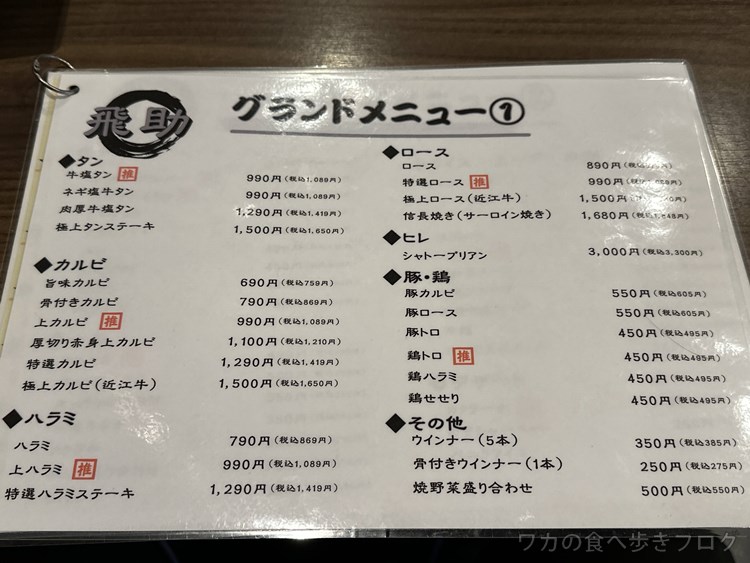 飛助
グランドメニュー①
◆タン
牛塩タン 推 990円(税込1,089円)
ネギ塩牛タン 990円(税込1,089円)
肉厚牛塩タン 1,290円(税込1,419円)
極上タンステーキ 1,500円(税込1,650円)
◆カルビ
旨味カルビ 690円(税込759円)
骨付きカルビ 790円(税込869円)
上カルビ 推 990円(税込1,089円)
厚切り赤身上カルビ 1,100円(税込1,210円)
特選カルビ 1,290円(税込1,419円)
極上カルビ(近江牛) 1,500円(税込1,650円)
◆ハラミ
ハラミ 790円(税込869円)
上ハラミ 推 990円(税込1,089円)
特選ハラミステーキ 1,290円(税込1,419円)
◆ロース
ロース 890円
特選ロース 推 990円
極上ロース(近江牛) 1,500円
信長焼き(サーロイン焼き) 1,680円
◆ヒレ
シャトーブリアン 3,000円(税込3,300円)
◆豚・鶏
豚カルビ 550円(税込605円)
豚ロース 550円(税込605円)
豚トロ 450円(税込495円)
鶏トロ 推 450円(税込495円)
鶏ハラミ 450円(税込495円)
鶏せせり 450円(税込495円)
◆その他
ウインナー(5本) 350円(税込385円)
骨付きウインナー(1本) 250円(税込275円)
焼野菜盛り合わせ 500円(税込550円)
ワカの食べ歩きブログ